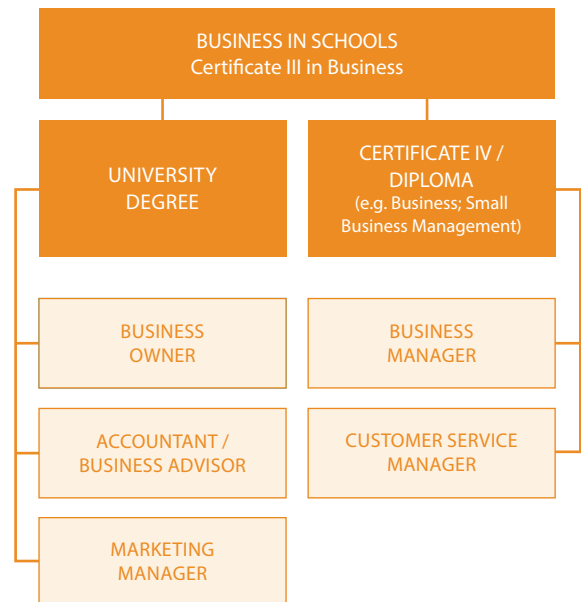 BUSINESS IN SCHOOLS
Certificate III in Business
UNIVERSITY
DEGREE
CERTIFICATE IV /
DIPLOMA
(e.g. Business; Small
Business Management)
BUSINESS
OWNER
BUSINESS
MANAGER
ACCOUNTANT /
BUSINESS ADVISOR
CUSTOMER SERVICE
MANAGER
MARKETING
MANAGER